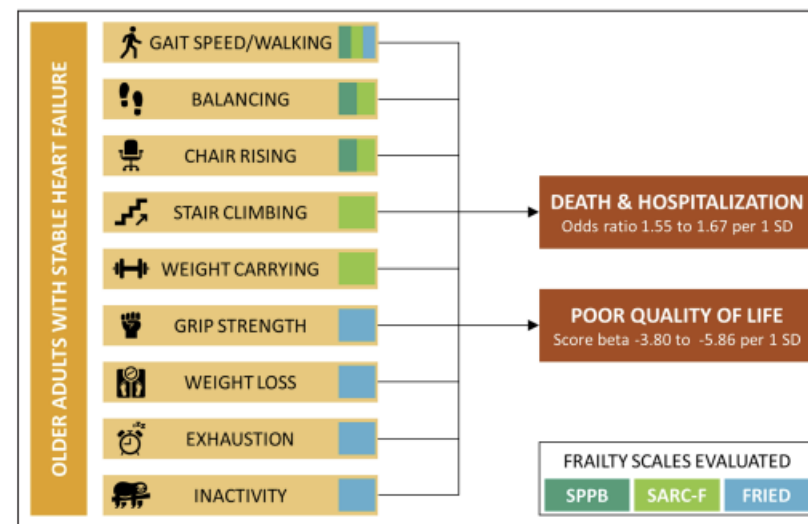 OLDER ADULTS WITH STABLE HEART FAILURE
GAIT SPEED/WALKING
BALANCING
CHAIR RISING
STAIR CLIMBING
WEIGHT CARRYING
GRIP STRENGTH
WEIGHT LOSS
EXHAUSTION
INACTIVITY
DEATH & HOSPITALIZATION
Odds ratio 1.55 to 1.67 per 1 SD
POOR QUALITY OF LIFE
Score beta -3.80 to -5.86 per 1 SD
FRAILTY SCALES EVALUATED
SPPB SARC-F FRIED